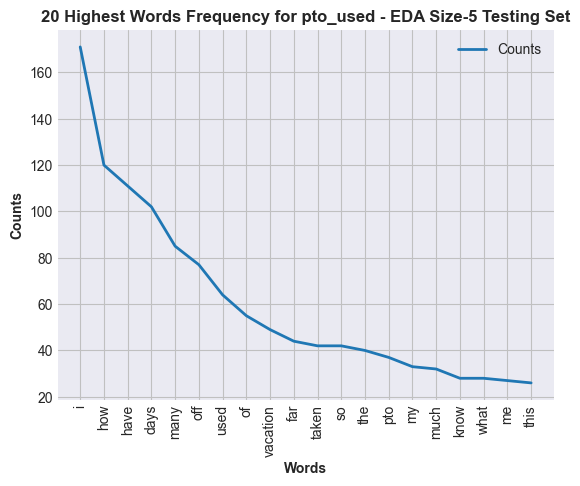 20 Highest Words Frequency for pto_used - EDA Size-5 Testing Set
Counts
160
140
120
100
80
60
40
20
Counts
i
how
have
days
many
off
used
of
vacation
far
taken
so
the
pto
my
much
know
what
me
this
Words